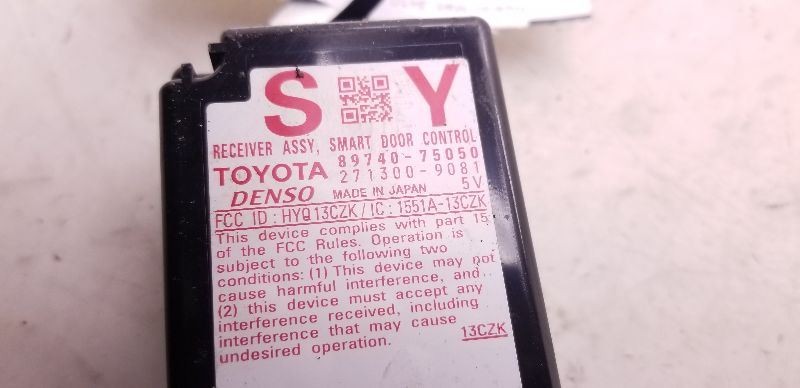 S Y
RECEIVER ASSY, SMART DOOR CONTROL
TOYOTA 89740-75050
271300-9081
DENSO MADE IN JAPAN 5V
FCC ID : HYQ13CZK / IC : 1551A-13CZK
This device complies with part 15
of the FCC Rules. Operation is
subject to the following two
conditions: (1) This device may not
cause harmful interference, and
(2) this device must accept any
interference received, including
interference that may cause
undesired operation.
13CZK